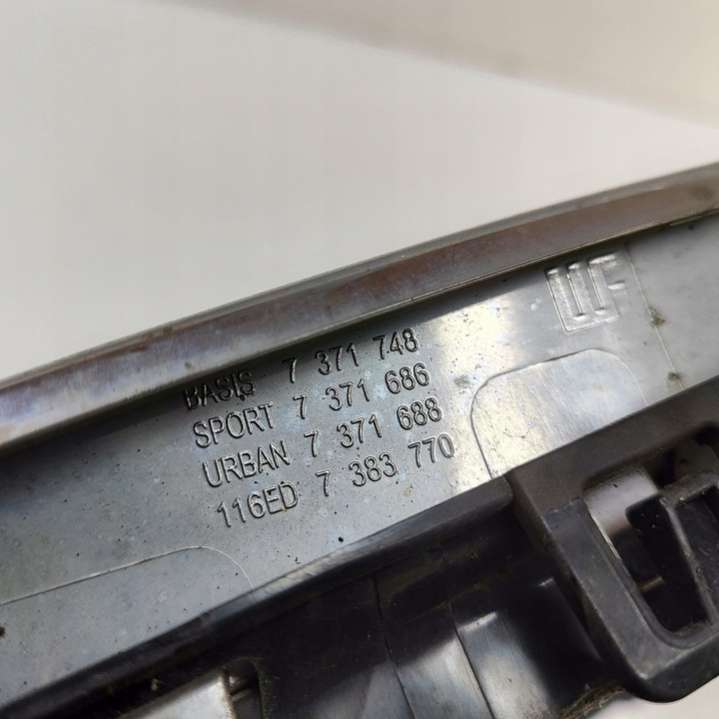 BASIS 7 371 748
SPORT 7 371 686
URBAN 7 371 688
116ED 7 383 770